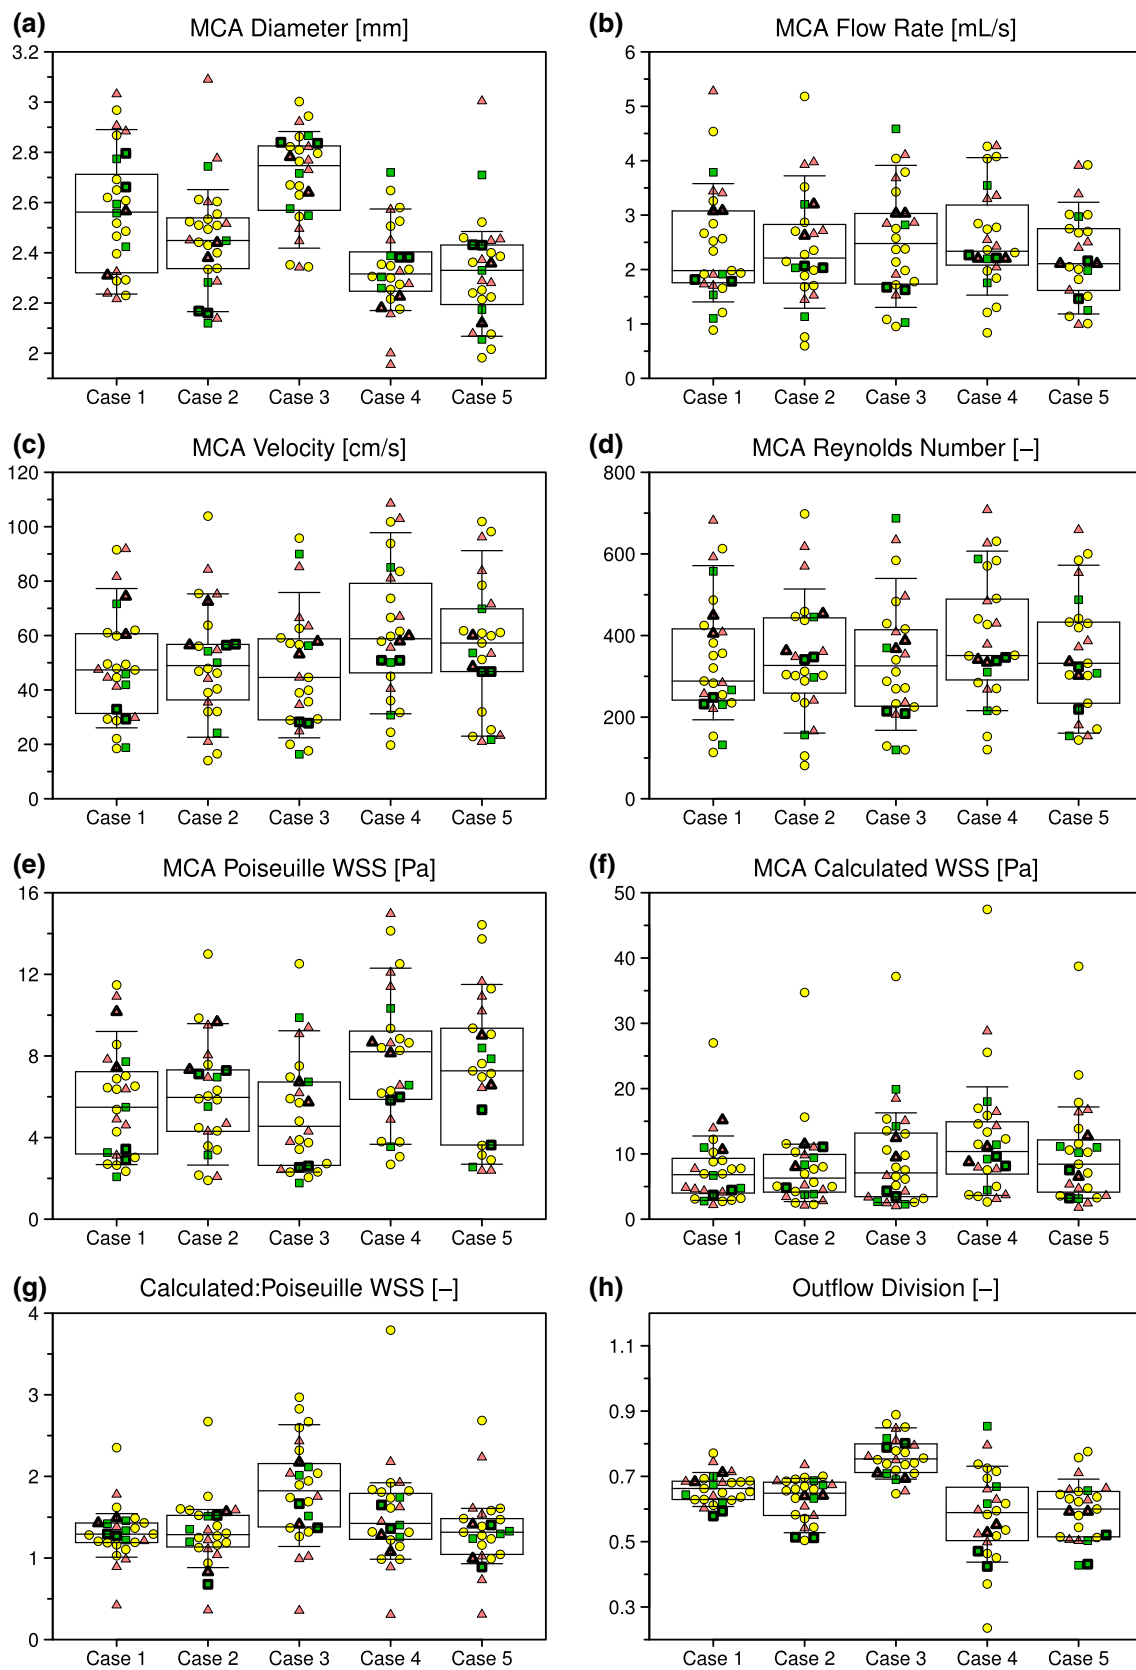 (a) MCA Diameter [mm]
3.2
3
2.8
2.6
2.4
2.2
2
Case 1 Case 2 Case 3 Case 4 Case 5
(b) MCA Flow Rate [mL/s]
6
5
4
3
2
1
0
Case 1 Case 2 Case 3 Case 4 Case 5
(c) MCA Velocity [cm/s]
120
100
80
60
40
20
0
Case 1 Case 2 Case 3 Case 4 Case 5
(d) MCA Reynolds Number [–]
800
600
400
200
0
Case 1 Case 2 Case 3 Case 4 Case 5
(e) MCA Poiseuille WSS [Pa]
16
12
8
4
0
Case 1 Case 2 Case 3 Case 4 Case 5
(f) MCA Calculated WSS [Pa]
50
40
30
20
10
0
Case 1 Case 2 Case 3 Case 4 Case 5
(g) Calculated:Poiseuille WSS [–]
4
3
2
1
0
Case 1 Case 2 Case 3 Case 4 Case 5
(h) Outflow Division [–]
1.1
0.9
0.7
0.5
0.3
Case 1 Case 2 Case 3 Case 4 Case 5